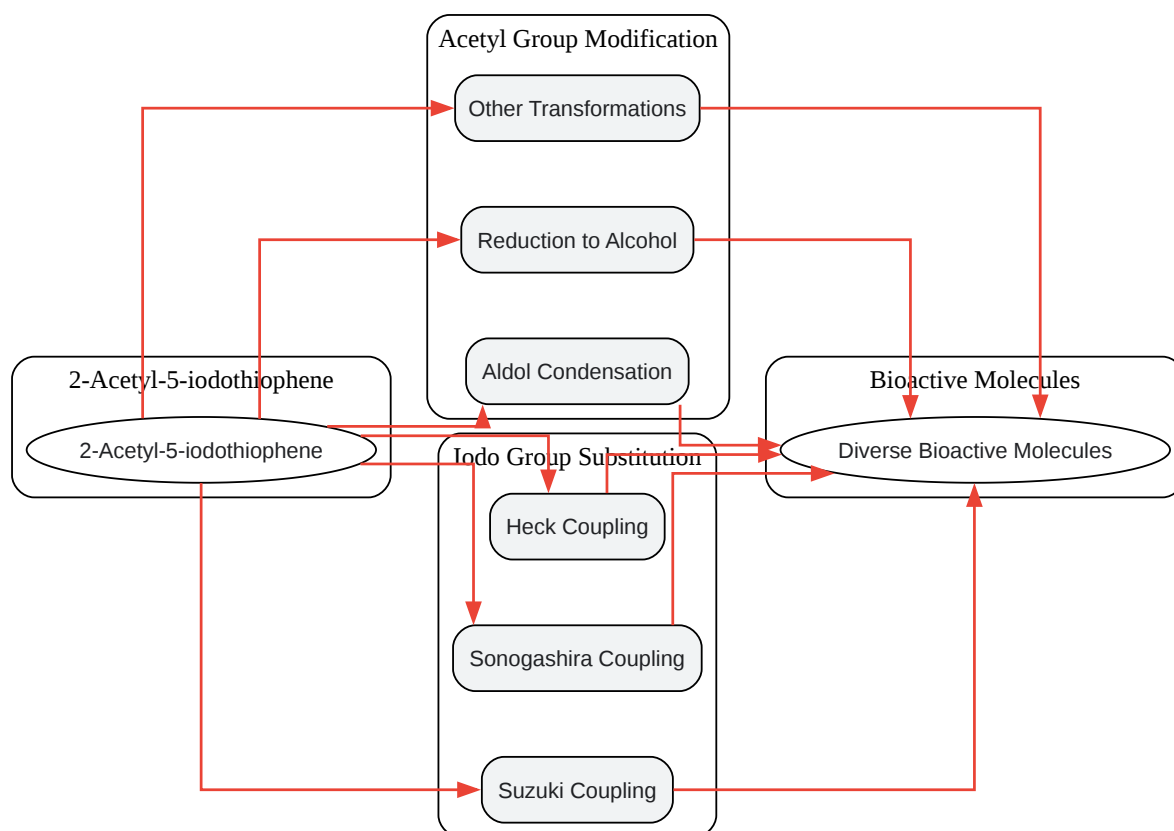 Acetyl Group Modification
Other Transformations
Reduction to Alcohol
Aldol Condensation
2-Acetyl-5-iodothiophene
2-Acetyl-5-iodothiophene
Iodo Group Substitution
Heck Coupling
Sonogashira Coupling
Suzuki Coupling
Bioactive Molecules
Diverse Bioactive Molecules